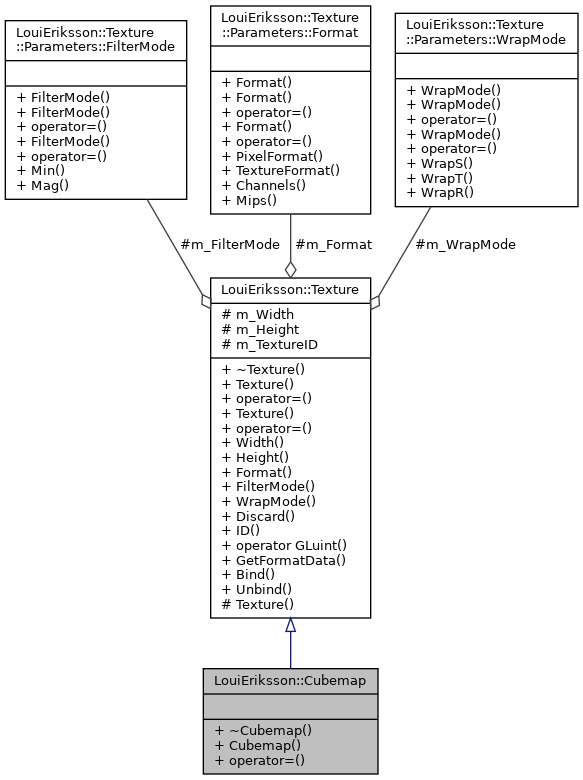 LouiEriksson::Texture
::Parameters::FilterMode
+ FilterMode()
+ FilterMode()
+ operator=()
+ FilterMode()
+ operator=()
+ Min()
+ Mag()
LouiEriksson::Texture
::Parameters::Format
+ Format()
+ Format()
+ operator=()
+ Format()
+ operator=()
+ PixelFormat()
+ TextureFormat()
+ Channels()
+ Mips()
LouiEriksson::Texture
::Parameters::WrapMode
+ WrapMode()
+ WrapMode()
+ operator=()
+ WrapMode()
+ operator=()
+ WrapS()
+ WrapT()
+ WrapR()
#m_FilterMode
#m_Format
#m_WrapMode
LouiEriksson::Texture
# m_Width
# m_Height
# m_TextureID
+ ~Texture()
+ Texture()
+ operator=()
+ Texture()
+ operator=()
+ Width()
+ Height()
+ Format()
+ FilterMode()
+ WrapMode()
+ Discard()
+ ID()
+ operator GLuint()
+ GetFormatData()
+ Bind()
+ Unbind()
# Texture()
LouiEriksson::Cubemap
+ ~Cubemap()
+ Cubemap()
+ operator=()